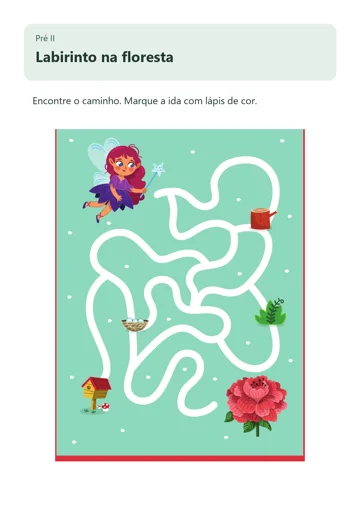 Pré II
Labirinto na floresta
Encontre o caminho. Marque a ida com lápis de cor.